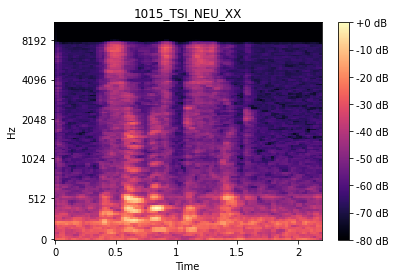 1015_TSI_NEU_XX
+0 dB
8192
-10 dB
4096
-20 dB
-30 dB
2048
-40 dB
Hz
1024
-50 dB
512
-60 dB
-70 dB
0
-80 dB
0
0.5
1
1.5
2
Time